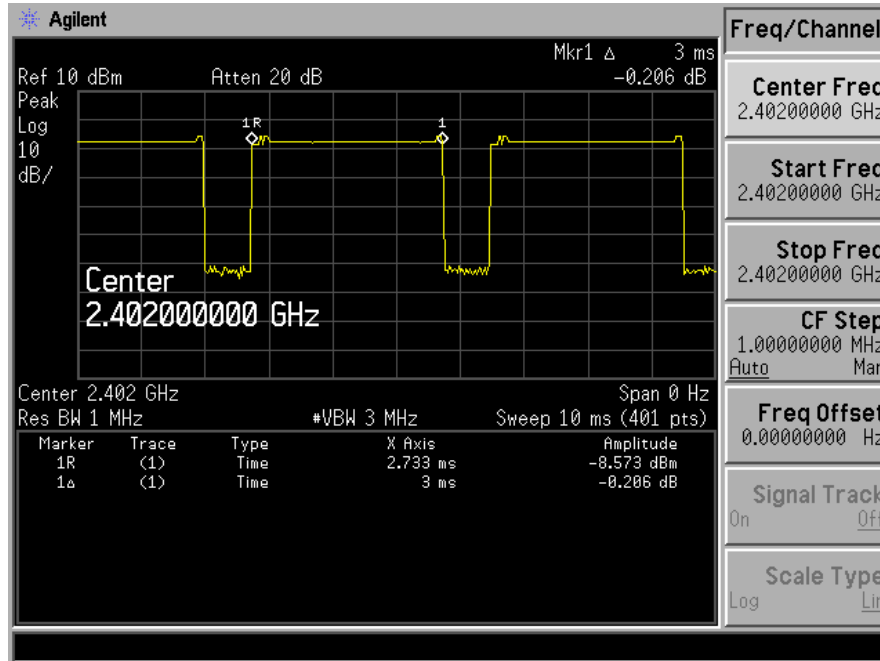 Agilent
Freq/Channel
Mkr1 Δ 3 ms
Ref 10 dBm Atten 20 dB -0.206 dB
Peak
Log
10
dB/
1R 1
Center
2.402000000 GHz
Center 2.402 GHz Span 0 Hz
Res BW 1 MHz #VBW 3 MHz Sweep 10 ms (401 pts)
Marker Trace Type X Axis Amplitude
1R (1) Time 2.733 ms -8.573 dBm
1Δ (1) Time 3 ms -0.206 dB
Center Freq
2.40200000 GHz
Start Freq
2.40200000 GHz
Stop Freq
2.40200000 GHz
CF Step
1.00000000 MHz
Auto Man
Freq Offset
0.00000000 Hz
Signal Track
On Off
Scale Type
Log Lin